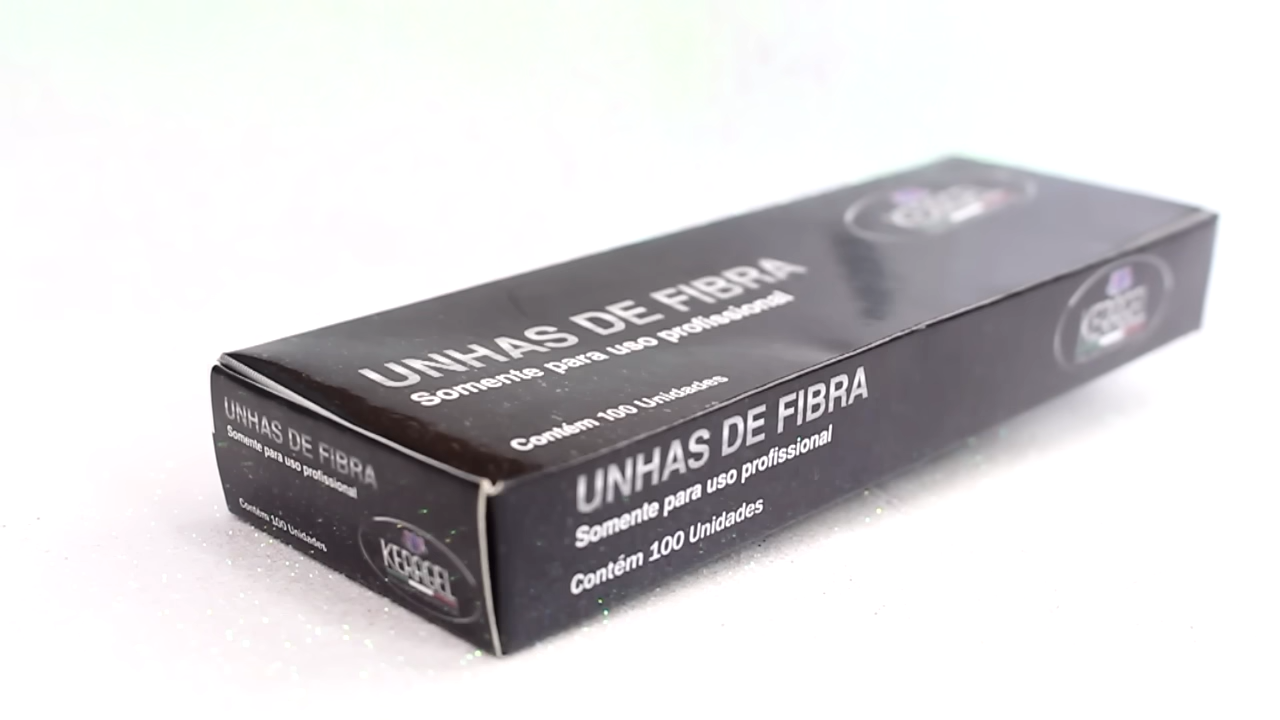 UNHAS DE FIBRA
Somente para uso profissional
Contém 100 Unidades
UNHAS DE FIBRA
Somente para uso profissional
Contém 100 Unidades
KERAGEL
UNHAS DE FIBRA
Somente para uso profissional
Contém 100 Unidades